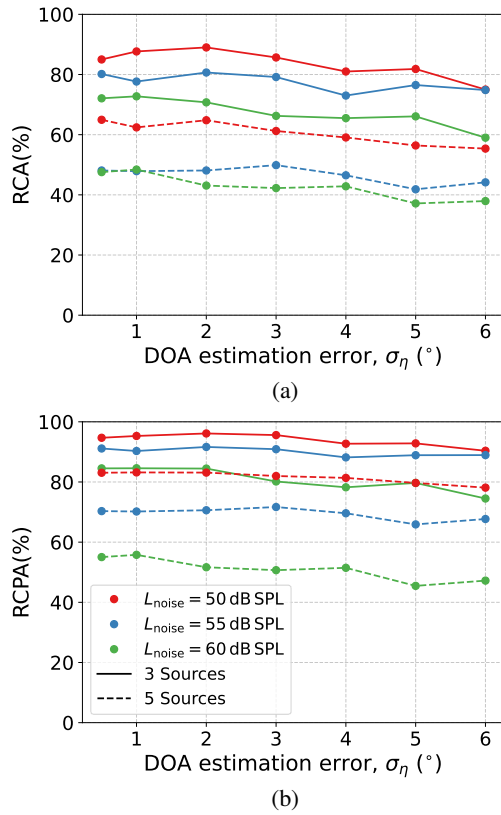 100
80
60
40
20
0
RCA(%)
1 2 3 4 5 6
DOA estimation error, σ_η (°)
(a)
100
80
60
40
20
0
RCPA(%)
L_noise = 50 dB SPL
L_noise = 55 dB SPL
L_noise = 60 dB SPL
3 Sources
5 Sources
1 2 3 4 5 6
DOA estimation error, σ_η (°)
(b)